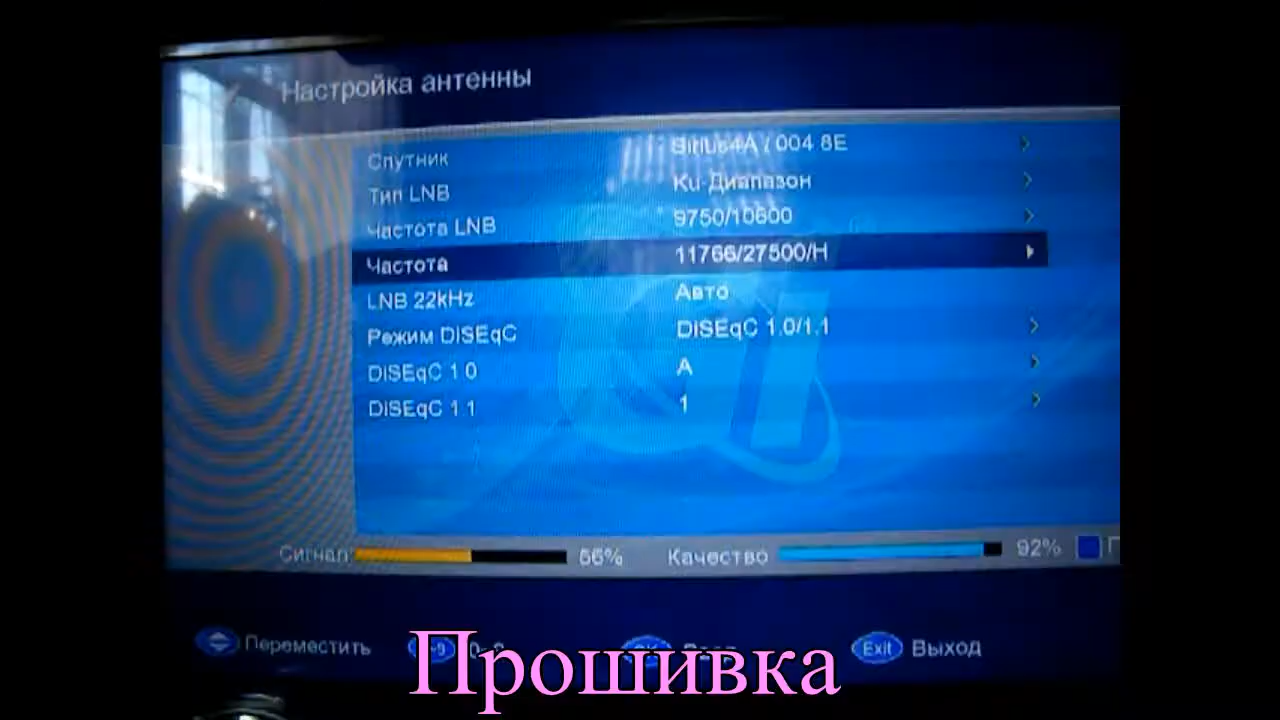 Настройка антенны
Спутник Sirius4A / 004 8E
Тип LNB Ku-Диапазон
Частота LNB 9750/10600
Частота 11766/27500/H
LNB 22kHz Авто
Режим DiSEqC DiSEqC 1.0/1.1
DiSEqC 1 0 A
DiSEqC 1 1 1
Сигнал 56% Качество 92%
Переместить Exit Выход
Прошивка